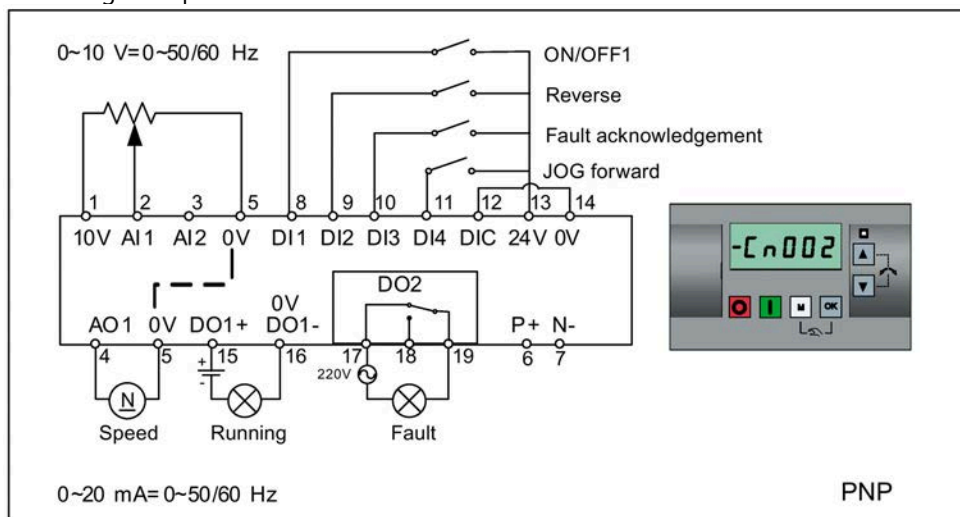 0~10 V=0~50/60 Hz
ON/OFF1
Reverse
Fault acknowledgement
JOG forward
1 2 3 5 8 9 10 11 12 13 14
10V AI1 AI2 0V DI1 DI2 DI3 DI4 DIC 24V 0V
-Cn002
M OK
DO2
0V
AO1 0V DO1+ DO1- P+ N-
4 5 15 16 17 18 19 6 7
+
-
220V
N
Speed Running Fault
0~20 mA=0~50/60 Hz
PNP